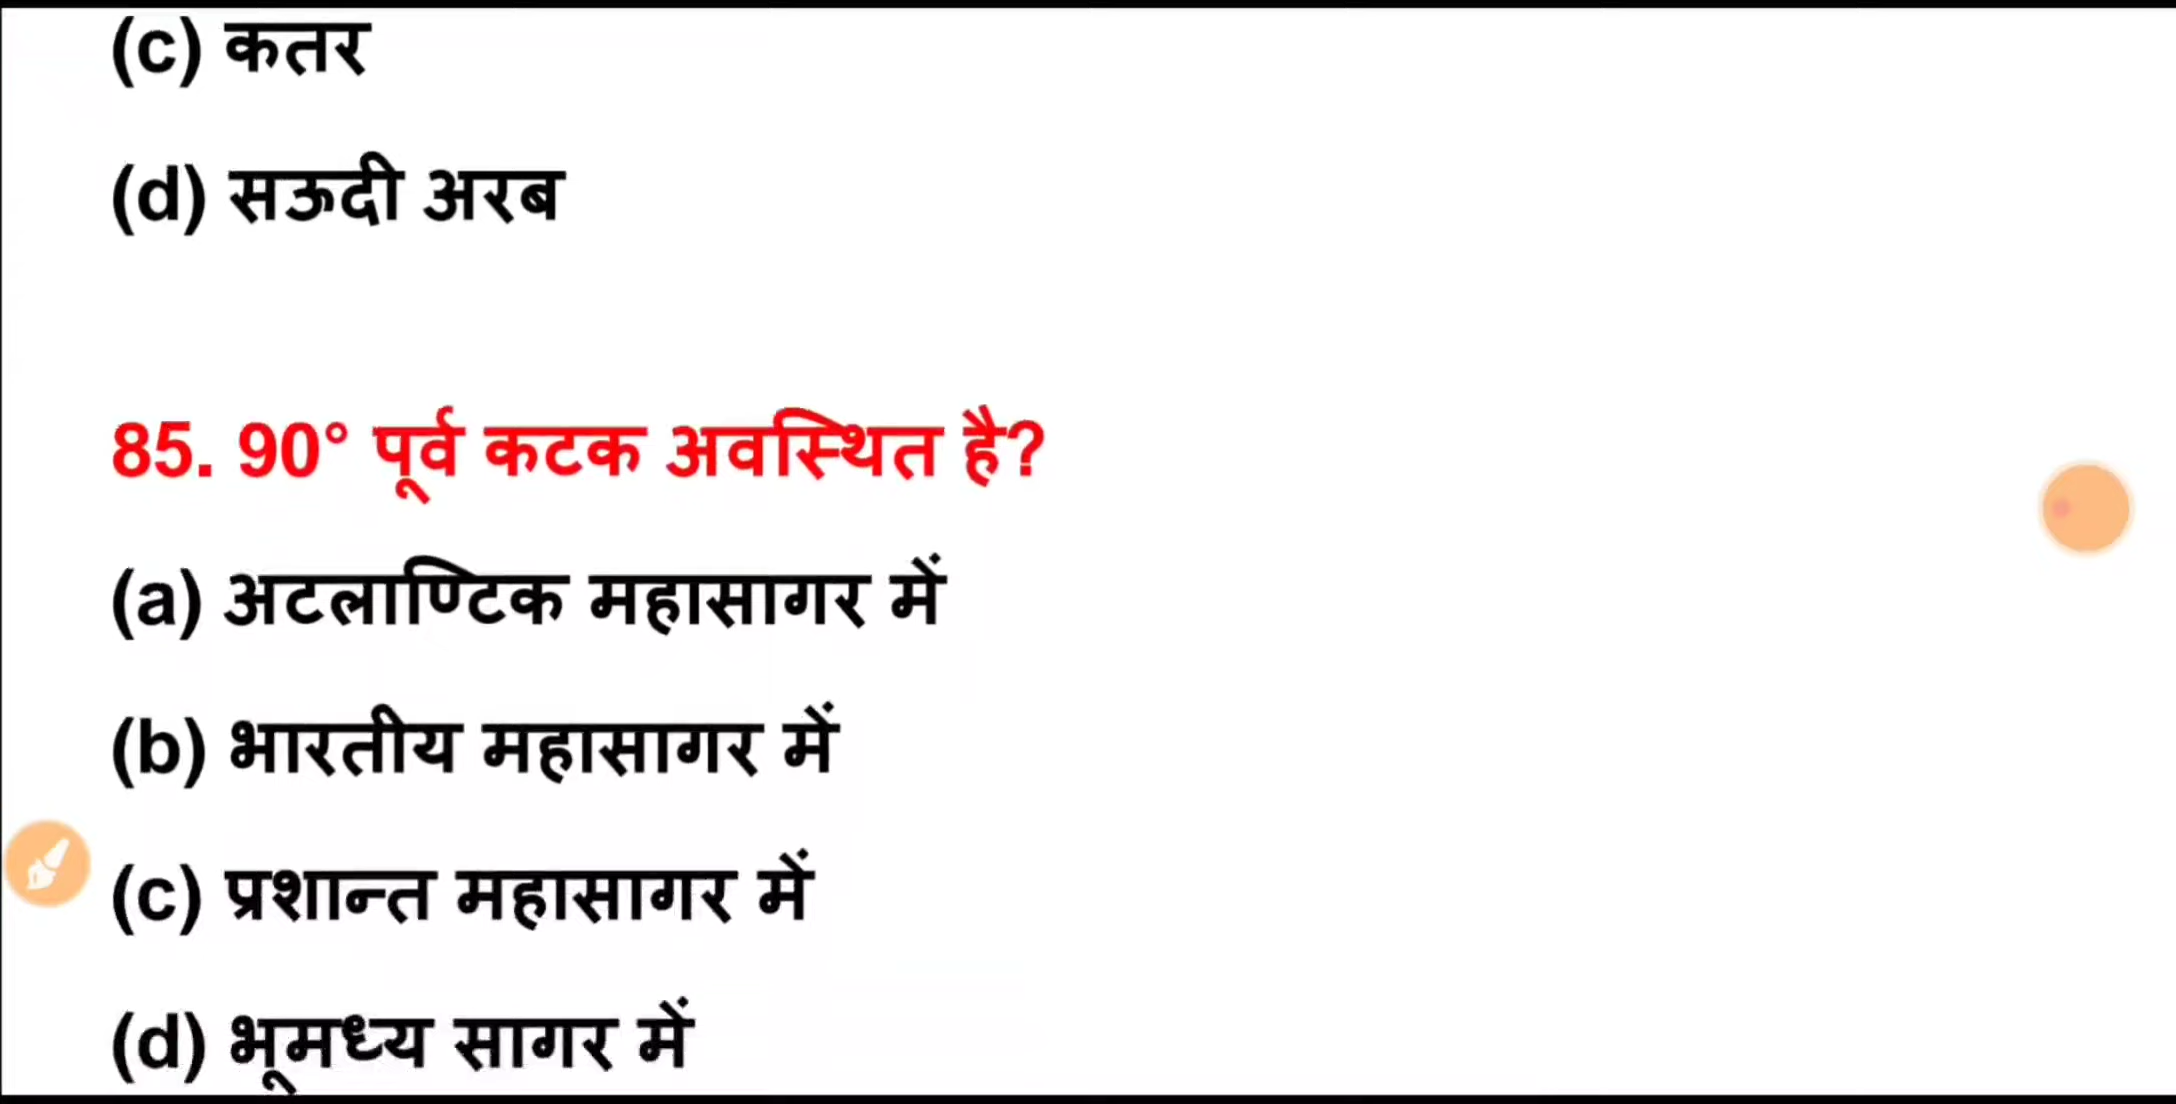 (c) कतर
(d) सऊदी अरब
85. 90° पूर्व कटक अवस्थित है?
(a) अटलाण्टिक महासागर में
(b) भारतीय महासागर में
(c) प्रशान्त महासागर में
(d) भूमध्य सागर में